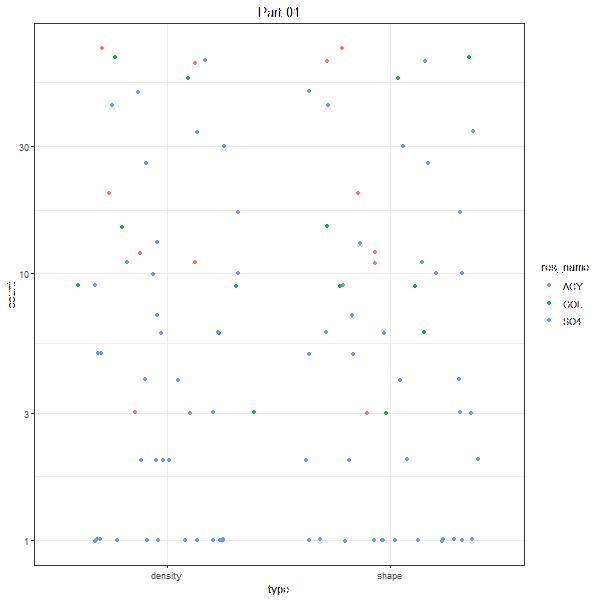 Part 01
30
10
3
1
count
density
shape
type
res_name
ACY
GOL
SO4